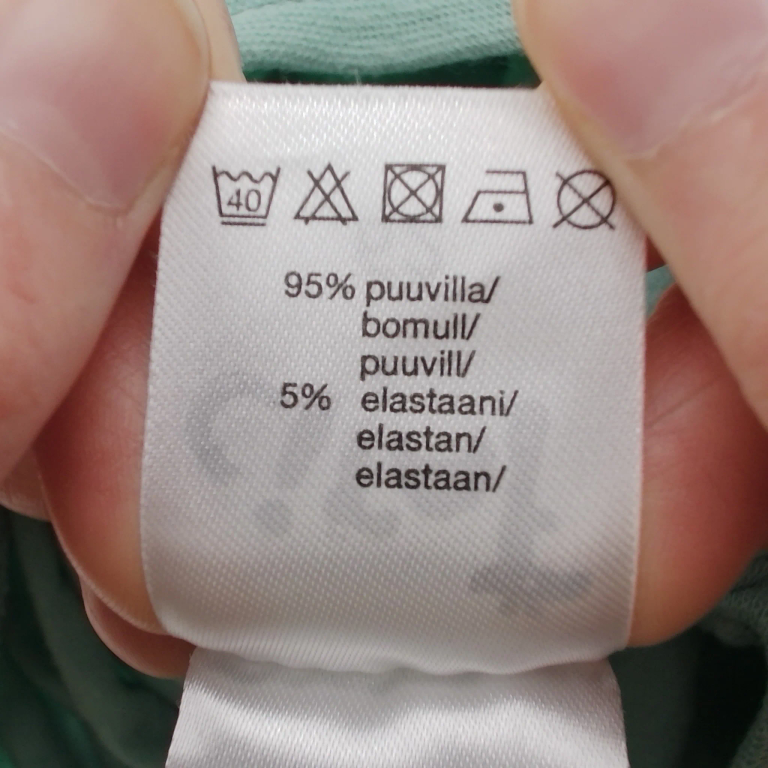 40
95% puuvilla/
bomull/
puuvill/
5% elastaani/
elastan/
elastaan/